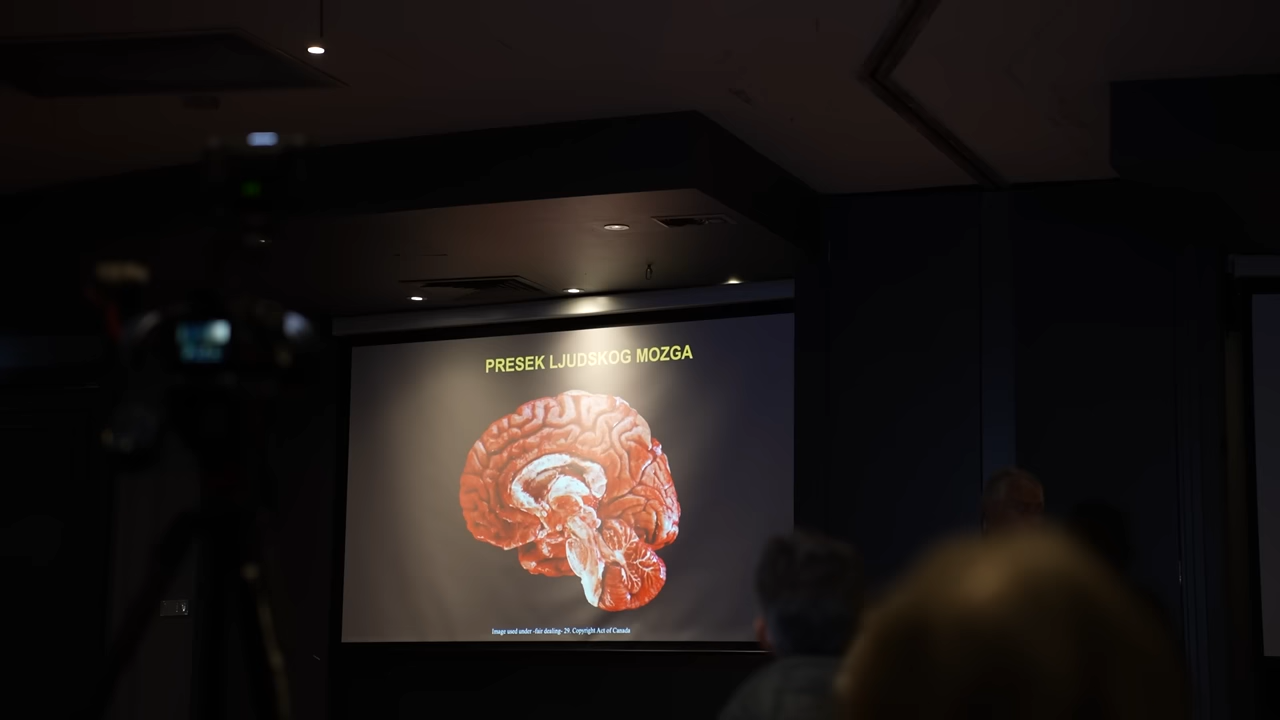 PRESEK LJUDSKOG MOZGA
Image used under -fair dealing- 29. Copyright Act of Canada